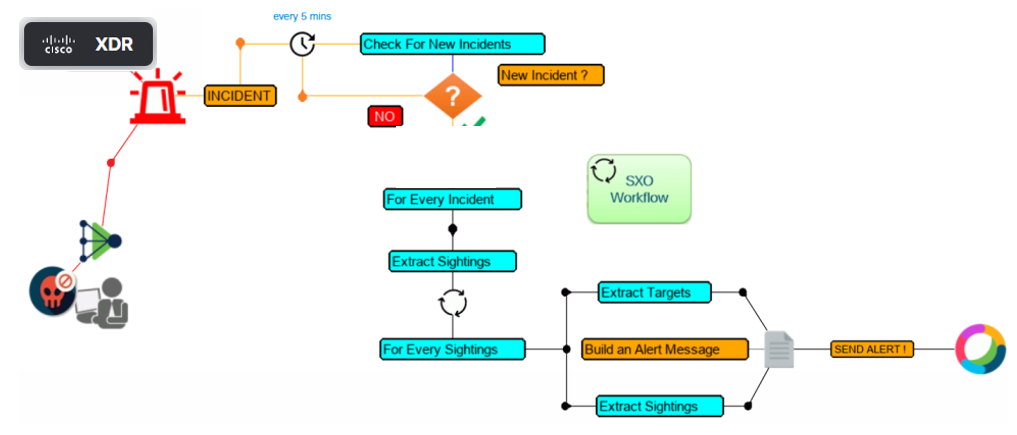 every 5 mins
cisco XDR
Check For New Incidents
New Incident ?
INCIDENT
?
NO
SXO
Workflow
For Every Incident
Extract Sightings
Extract Targets
For Every Sightings
Build an Alert Message
SEND ALERT !
Extract Sightings